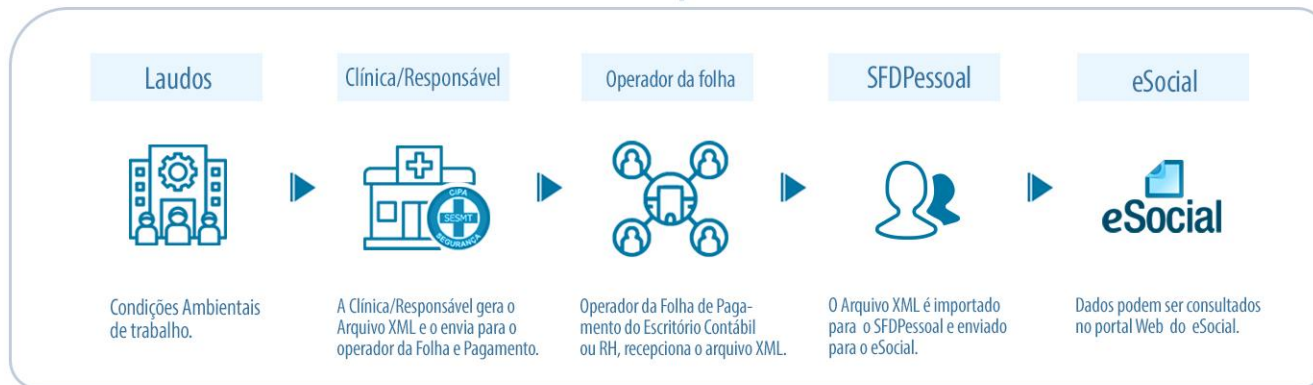 Laudos
Clínica/Responsável
Operador da folha
SFDPessoal
eSocial
CIPA
SESMT
SEGURANÇA
eSocial
Condições Ambientais
de trabalho.
A Clínica/Responsável gera o
Arquivo XML e o envia para o
operador da Folha e Pagamento.
Operador da Folha de Paga-
mento do Escritório Contábil
ou RH, recepciona o arquivo XML.
O Arquivo XML é importado
para o SFDPessoal e enviado
para o eSocial.
Dados podem ser consultados
no portal Web do eSocial.